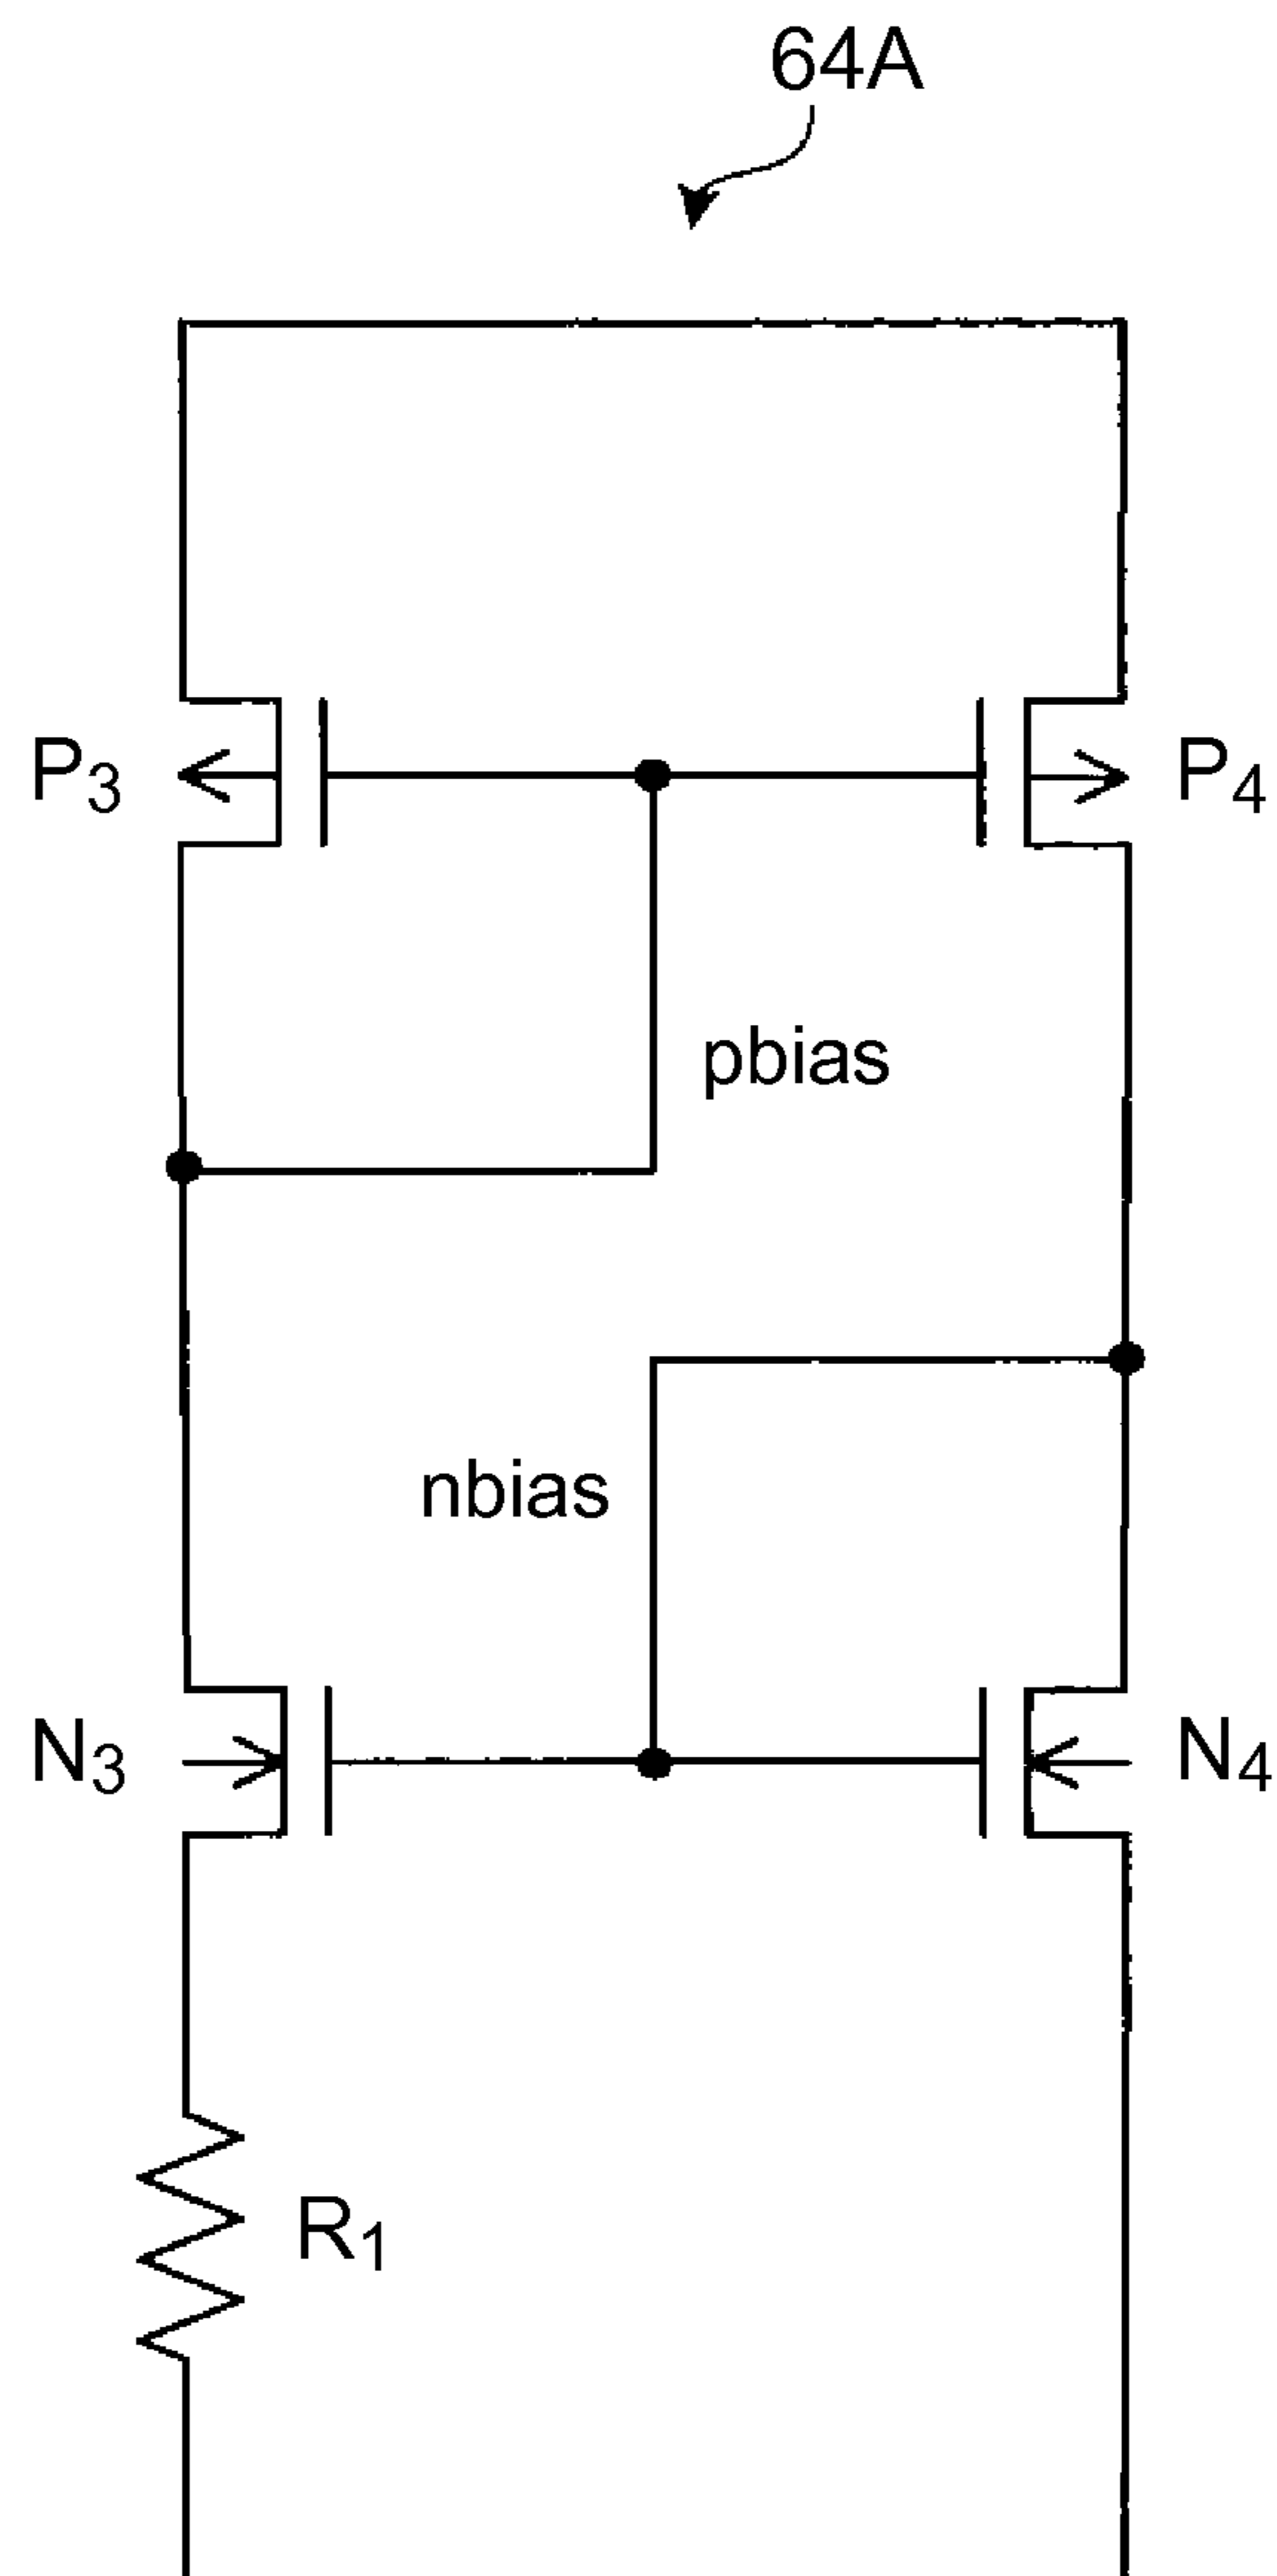 64A
P₃
P₄
pbias
nbias
N₃
N₄
R₁